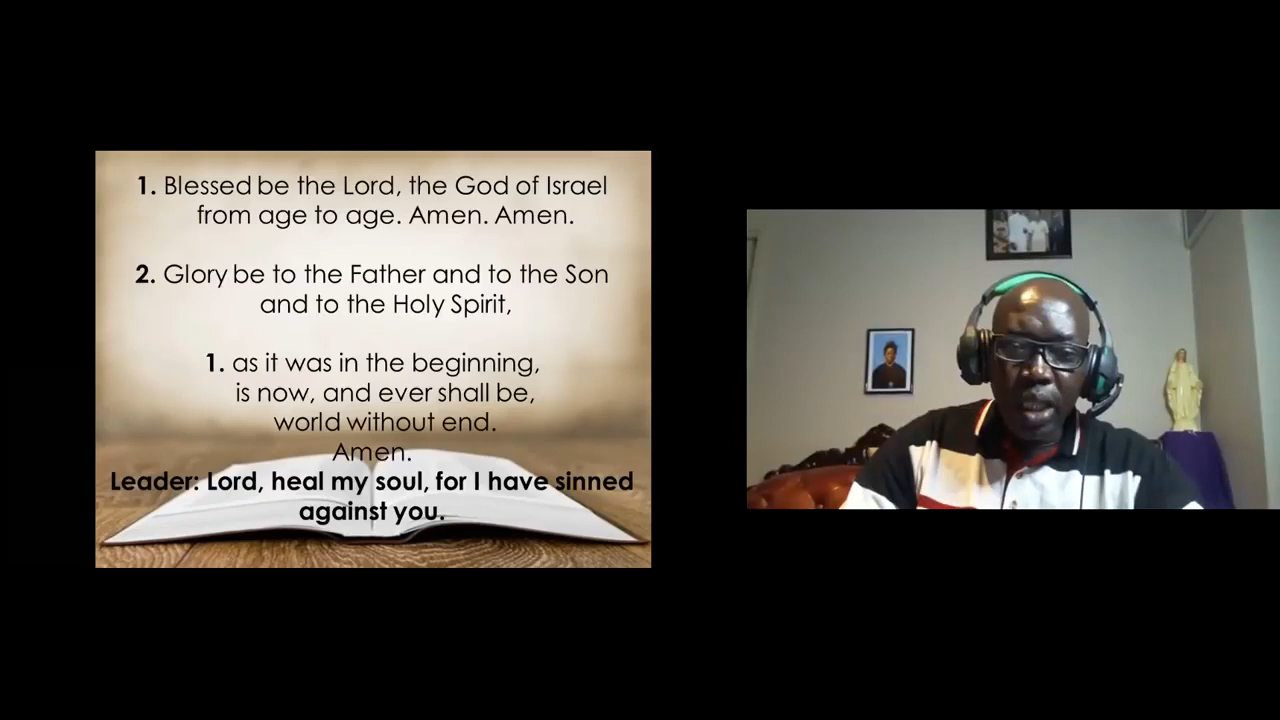 1. Blessed be the Lord, the God of Israel
from age to age. Amen. Amen.
2. Glory be to the Father and to the Son
and to the Holy Spirit,
1. as it was in the beginning,
is now, and ever shall be,
world without end.
Amen.
Leader: Lord, heal my soul, for I have sinned
against you.